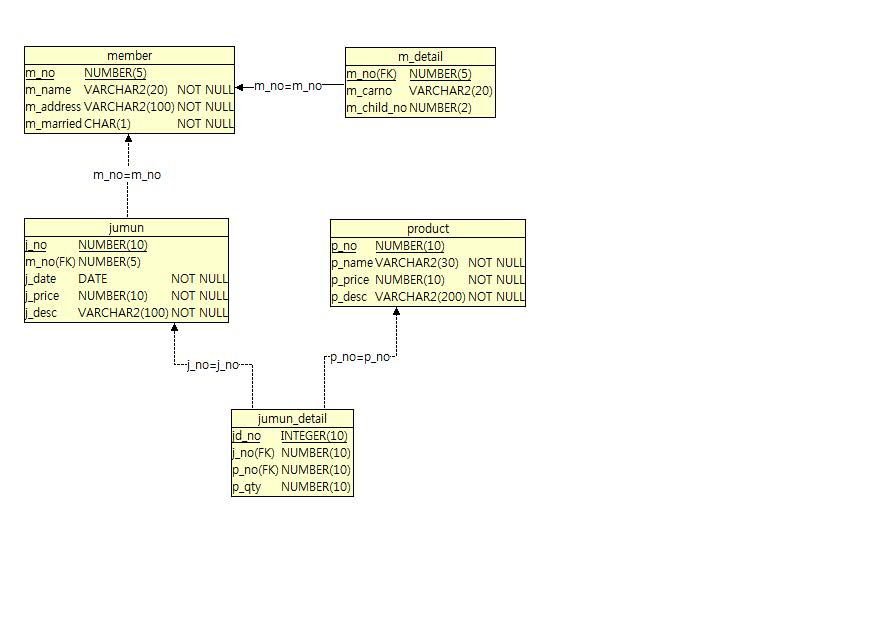 member
m_no NUMBER(5)
m_name VARCHAR2(20) NOT NULL
m_address VARCHAR2(100) NOT NULL
m_married CHAR(1) NOT NULL
m_no=m_no
m_detail
m_no(FK) NUMBER(5)
m_carno VARCHAR2(20)
m_child_no NUMBER(2)
m_no=m_no
jumun
j_no NUMBER(10)
m_no(FK) NUMBER(5)
j_date DATE NOT NULL
j_price NUMBER(10) NOT NULL
j_desc VARCHAR2(100) NOT NULL
product
p_no NUMBER(10)
p_name VARCHAR2(30) NOT NULL
p_price NUMBER(10) NOT NULL
p_desc VARCHAR2(200) NOT NULL
j_no=j_no
p_no=p_no
jumun_detail
jd_no INTEGER(10)
j_no(FK) NUMBER(10)
p_no(FK) NUMBER(10)
p_qty NUMBER(10)